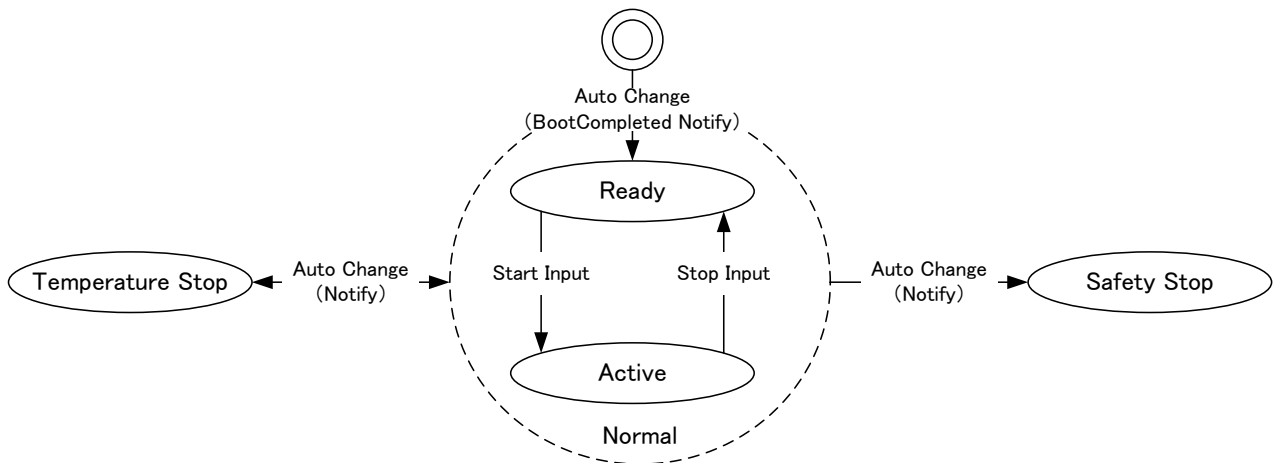 Auto Change
（BootCompleted Notify）
Ready
Temperature Stop
Auto Change
（Notify）
Start Input
Stop Input
Auto Change
（Notify）
Safety Stop
Active
Normal